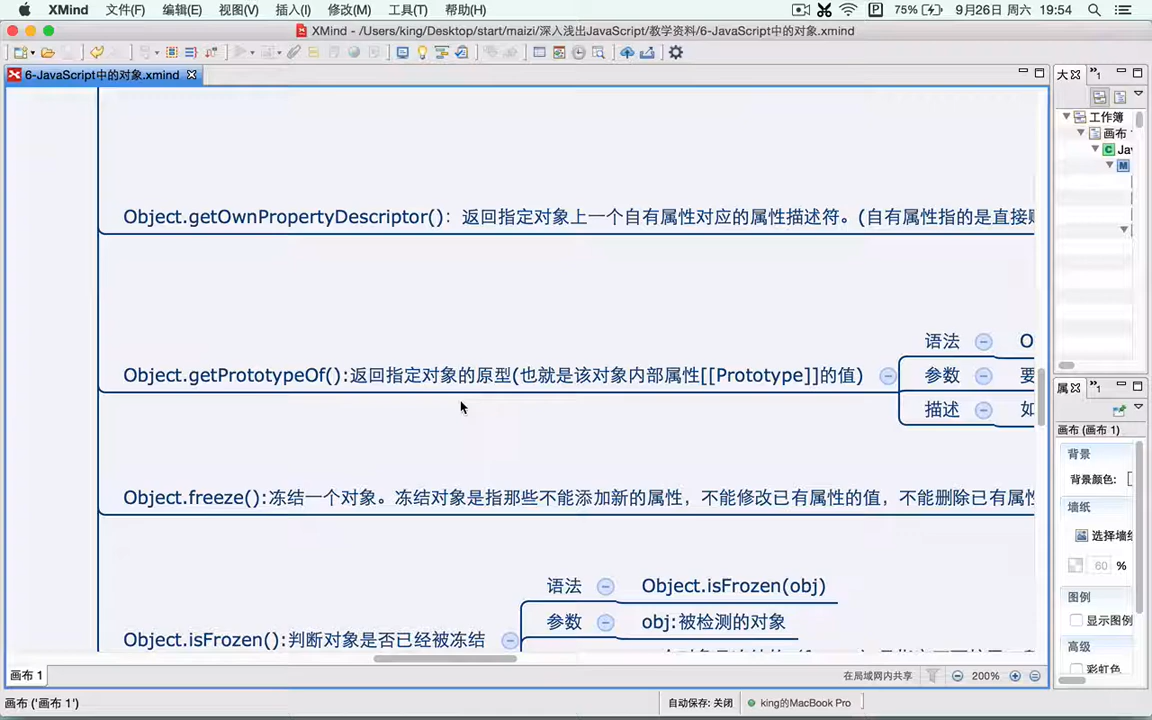 XMind 文件(F) 编辑(E) 视图(V) 插入(I) 修改(M) 工具(T) 帮助(H) 75% 9月26日 周六 19:54
XMind - /Users/king/Desktop/start/maizi/深入浅出JavaScript/教学资料/6-JavaScript中的对象.xmind
6-JavaScript中的对象.xmind
大
工作簿
画布
Jav
Object.getOwnPropertyDescriptor(): 返回指定对象上一个自有属性对应的属性描述符。(自有属性指的是直接
语法
参数 要
描述 如
Object.getPrototypeOf():返回指定对象的原型(也就是该对象内部属性[[Prototype]]的值)
Object.freeze():冻结一个对象。冻结对象是指那些不能添加新的属性，不能修改已有属性的值，不能删除已有属性
语法 Object.isFrozen(obj)
参数 obj:被检测的对象
Object.isFrozen():判断对象是否已经被冻结
属
画布 (画布 1)
背景
背景颜色:
墙纸
选择墙纸
60 %
图例
显示图例
高级
彩虹色
画布 1
在局域网内共享 200%
画布 ('画布 1')
自动保存: 关闭 king的MacBook Pro